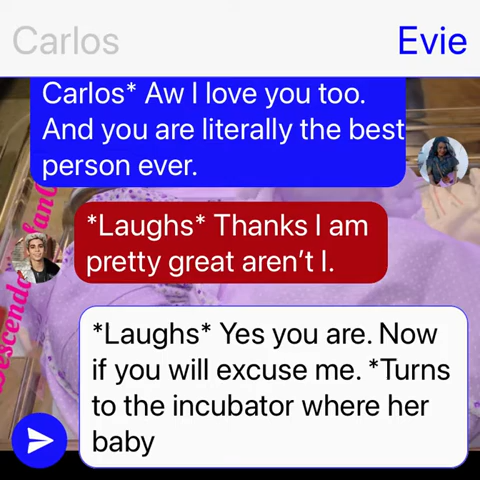 Carlos
Evie
Carlos* Aw I love you too.
And you are literally the best
person ever.
*Laughs* Thanks I am
pretty great aren’t I.
*Laughs* Yes you are. Now
if you will excuse me. *Turns
to the incubator where her
baby